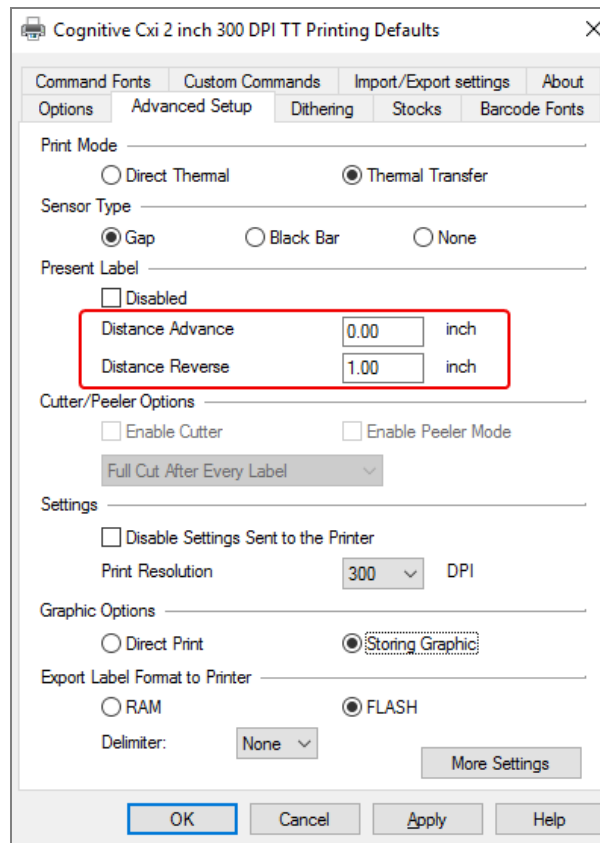 Cognitive Cxi 2 inch 300 DPI TT Printing Defaults
Command Fonts Custom Commands Import/Export settings About
Options Advanced Setup Dithering Stocks Barcode Fonts
Print Mode
Direct Thermal Thermal Transfer
Sensor Type
Gap Black Bar None
Present Label
Disabled
Distance Advance 0.00 inch
Distance Reverse 1.00 inch
Cutter/Peeler Options
Enable Cutter Enable Peeler Mode
Full Cut After Every Label
Settings
Disable Settings Sent to the Printer
Print Resolution 300 DPI
Graphic Options
Direct Print Storing Graphic
Export Label Format to Printer
RAM FLASH
Delimiter: None
More Settings
OK Cancel Apply Help